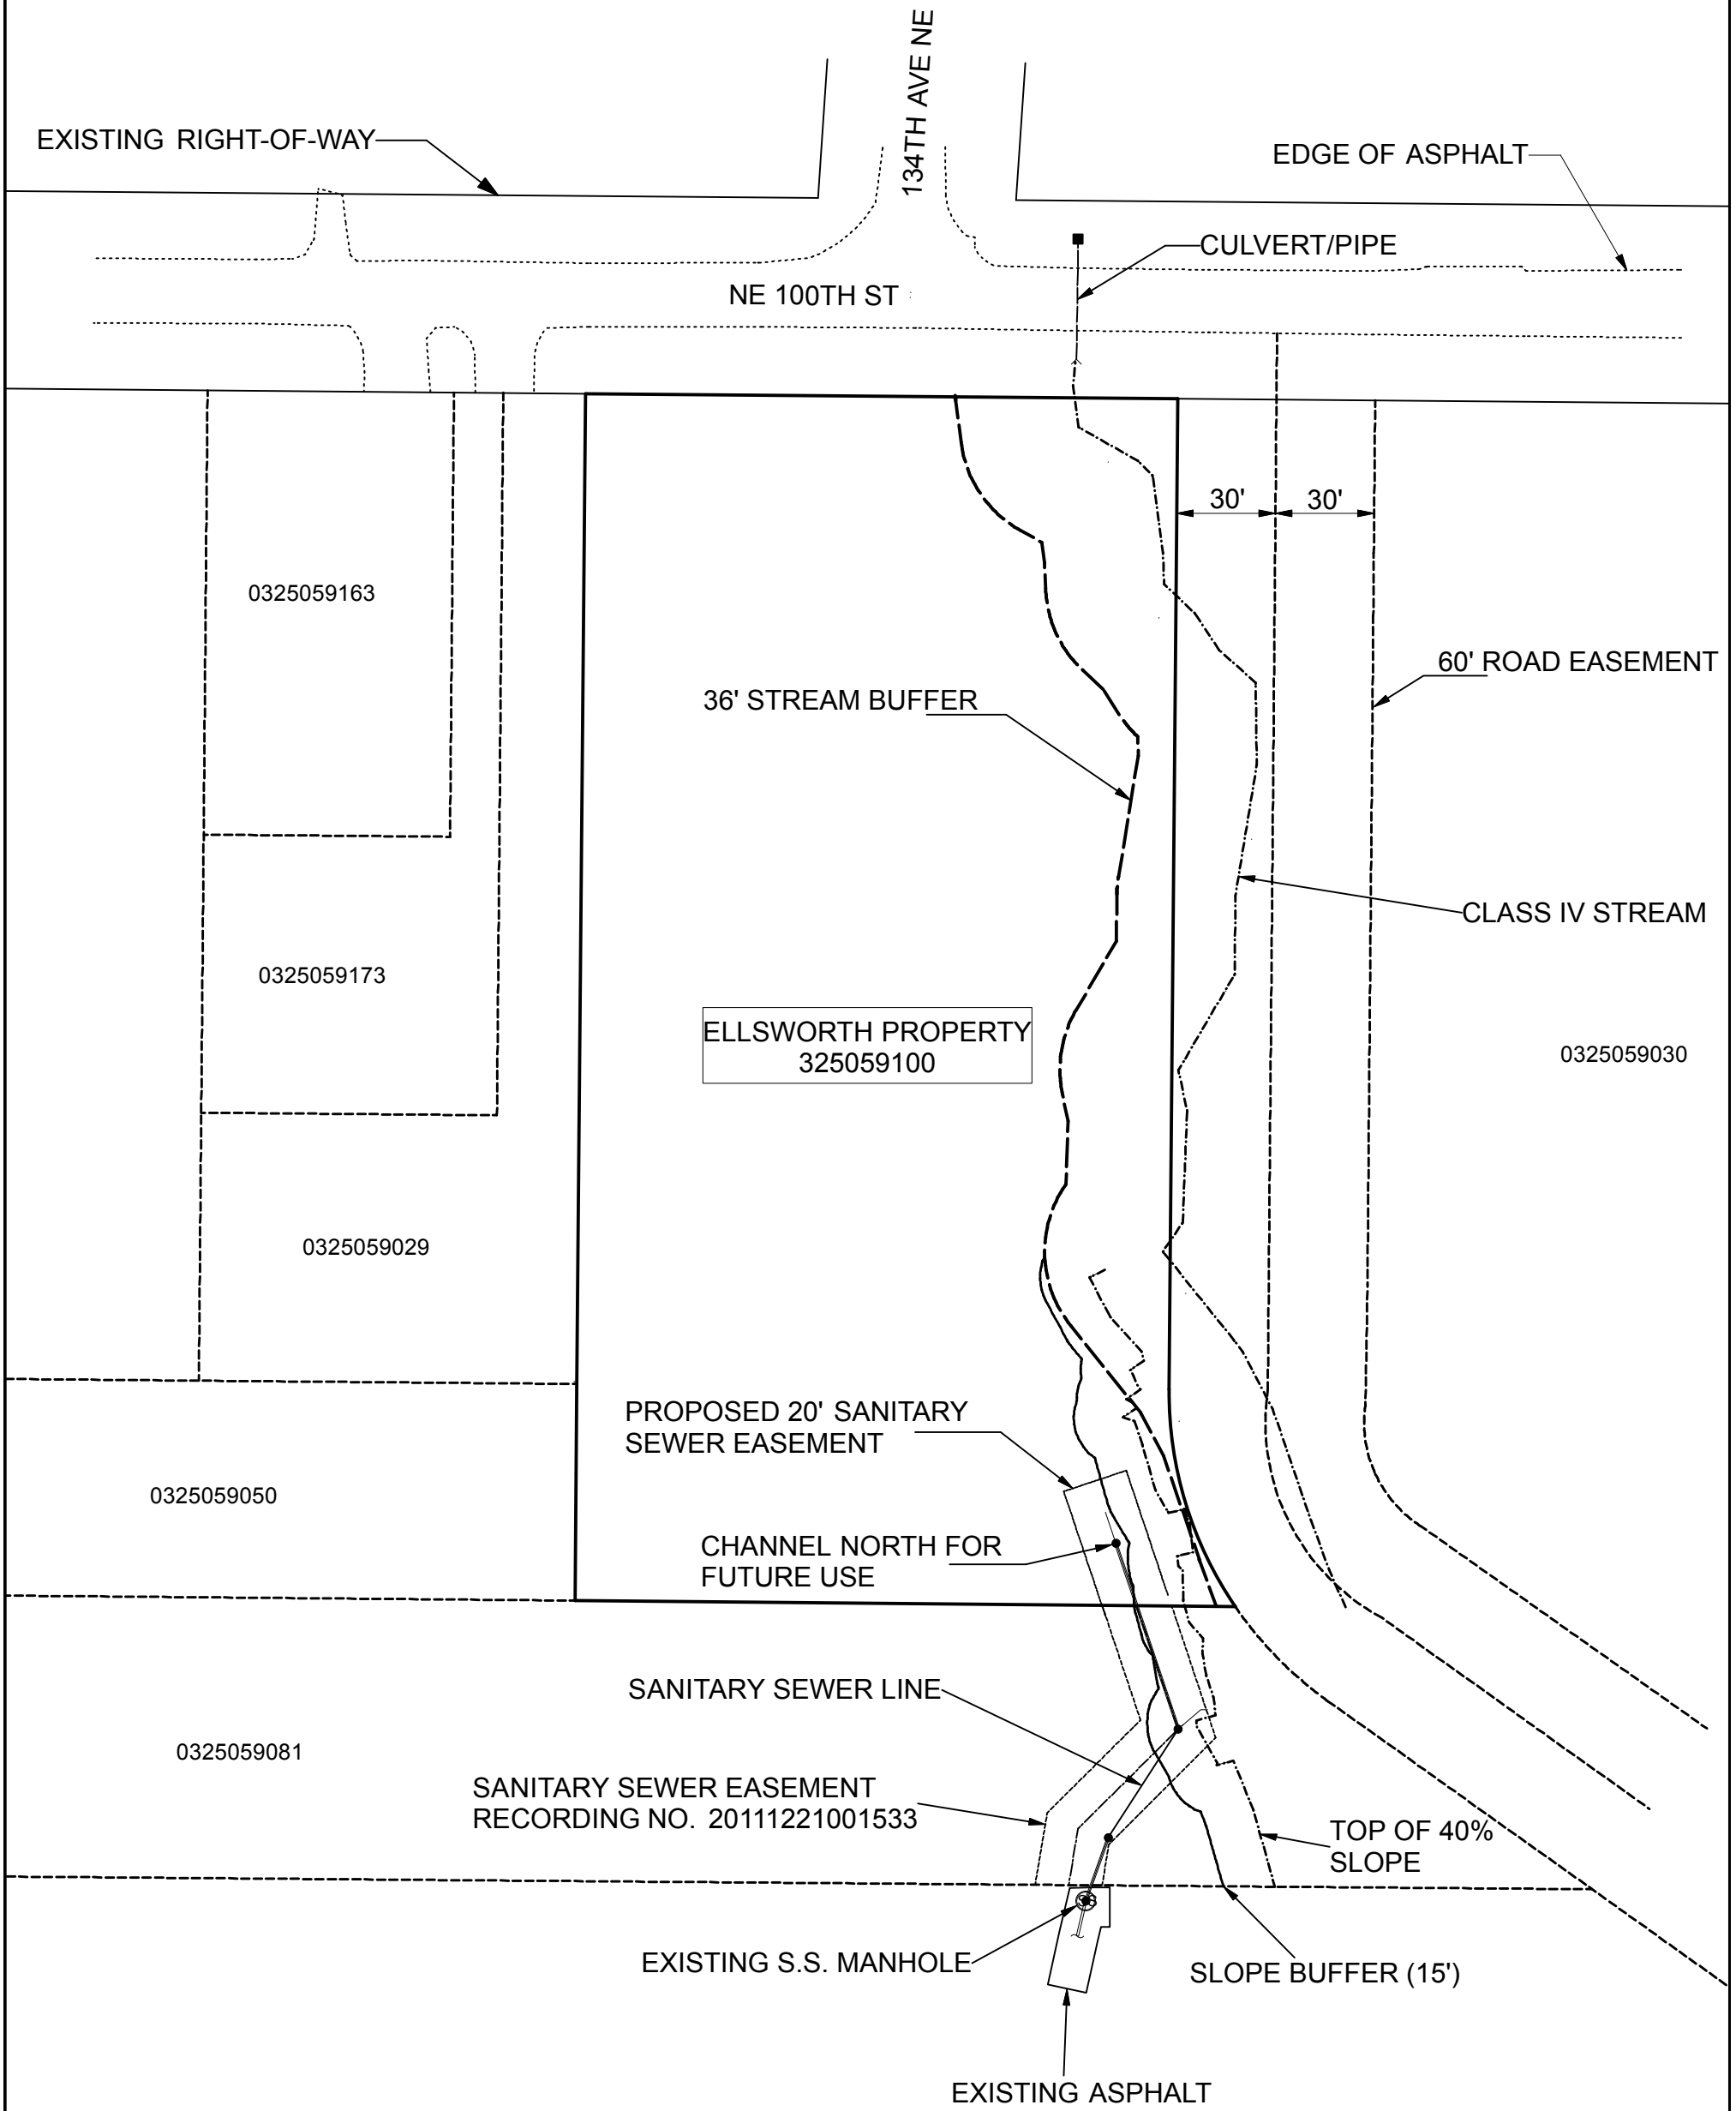 134TH AVE NE
EXISTING RIGHT-OF-WAY
EDGE OF ASPHALT
CULVERT/PIPE
NE 100TH ST
30'
30'
0325059163
60' ROAD EASEMENT
36' STREAM BUFFER
CLASS IV STREAM
0325059173
ELLSWORTH PROPERTY
325059100
0325059030
0325059029
PROPOSED 20' SANITARY
SEWER EASEMENT
0325059050
CHANNEL NORTH FOR
FUTURE USE
SANITARY SEWER LINE
0325059081
SANITARY SEWER EASEMENT
RECORDING NO. 20111221001533
TOP OF 40%
SLOPE
EXISTING S.S. MANHOLE
SLOPE BUFFER (15')
EXISTING ASPHALT